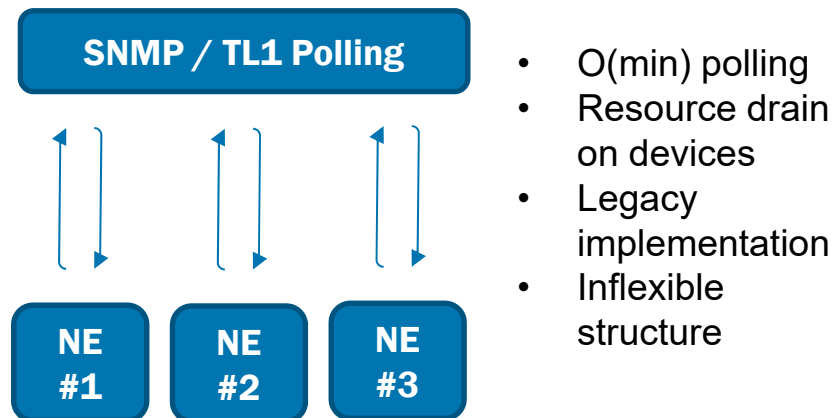 SNMP / TL1 Polling
• O(min) polling
• Resource drain
on devices
• Legacy
implementation
• Inflexible
structure
NE
#1
NE
#2
NE
#3